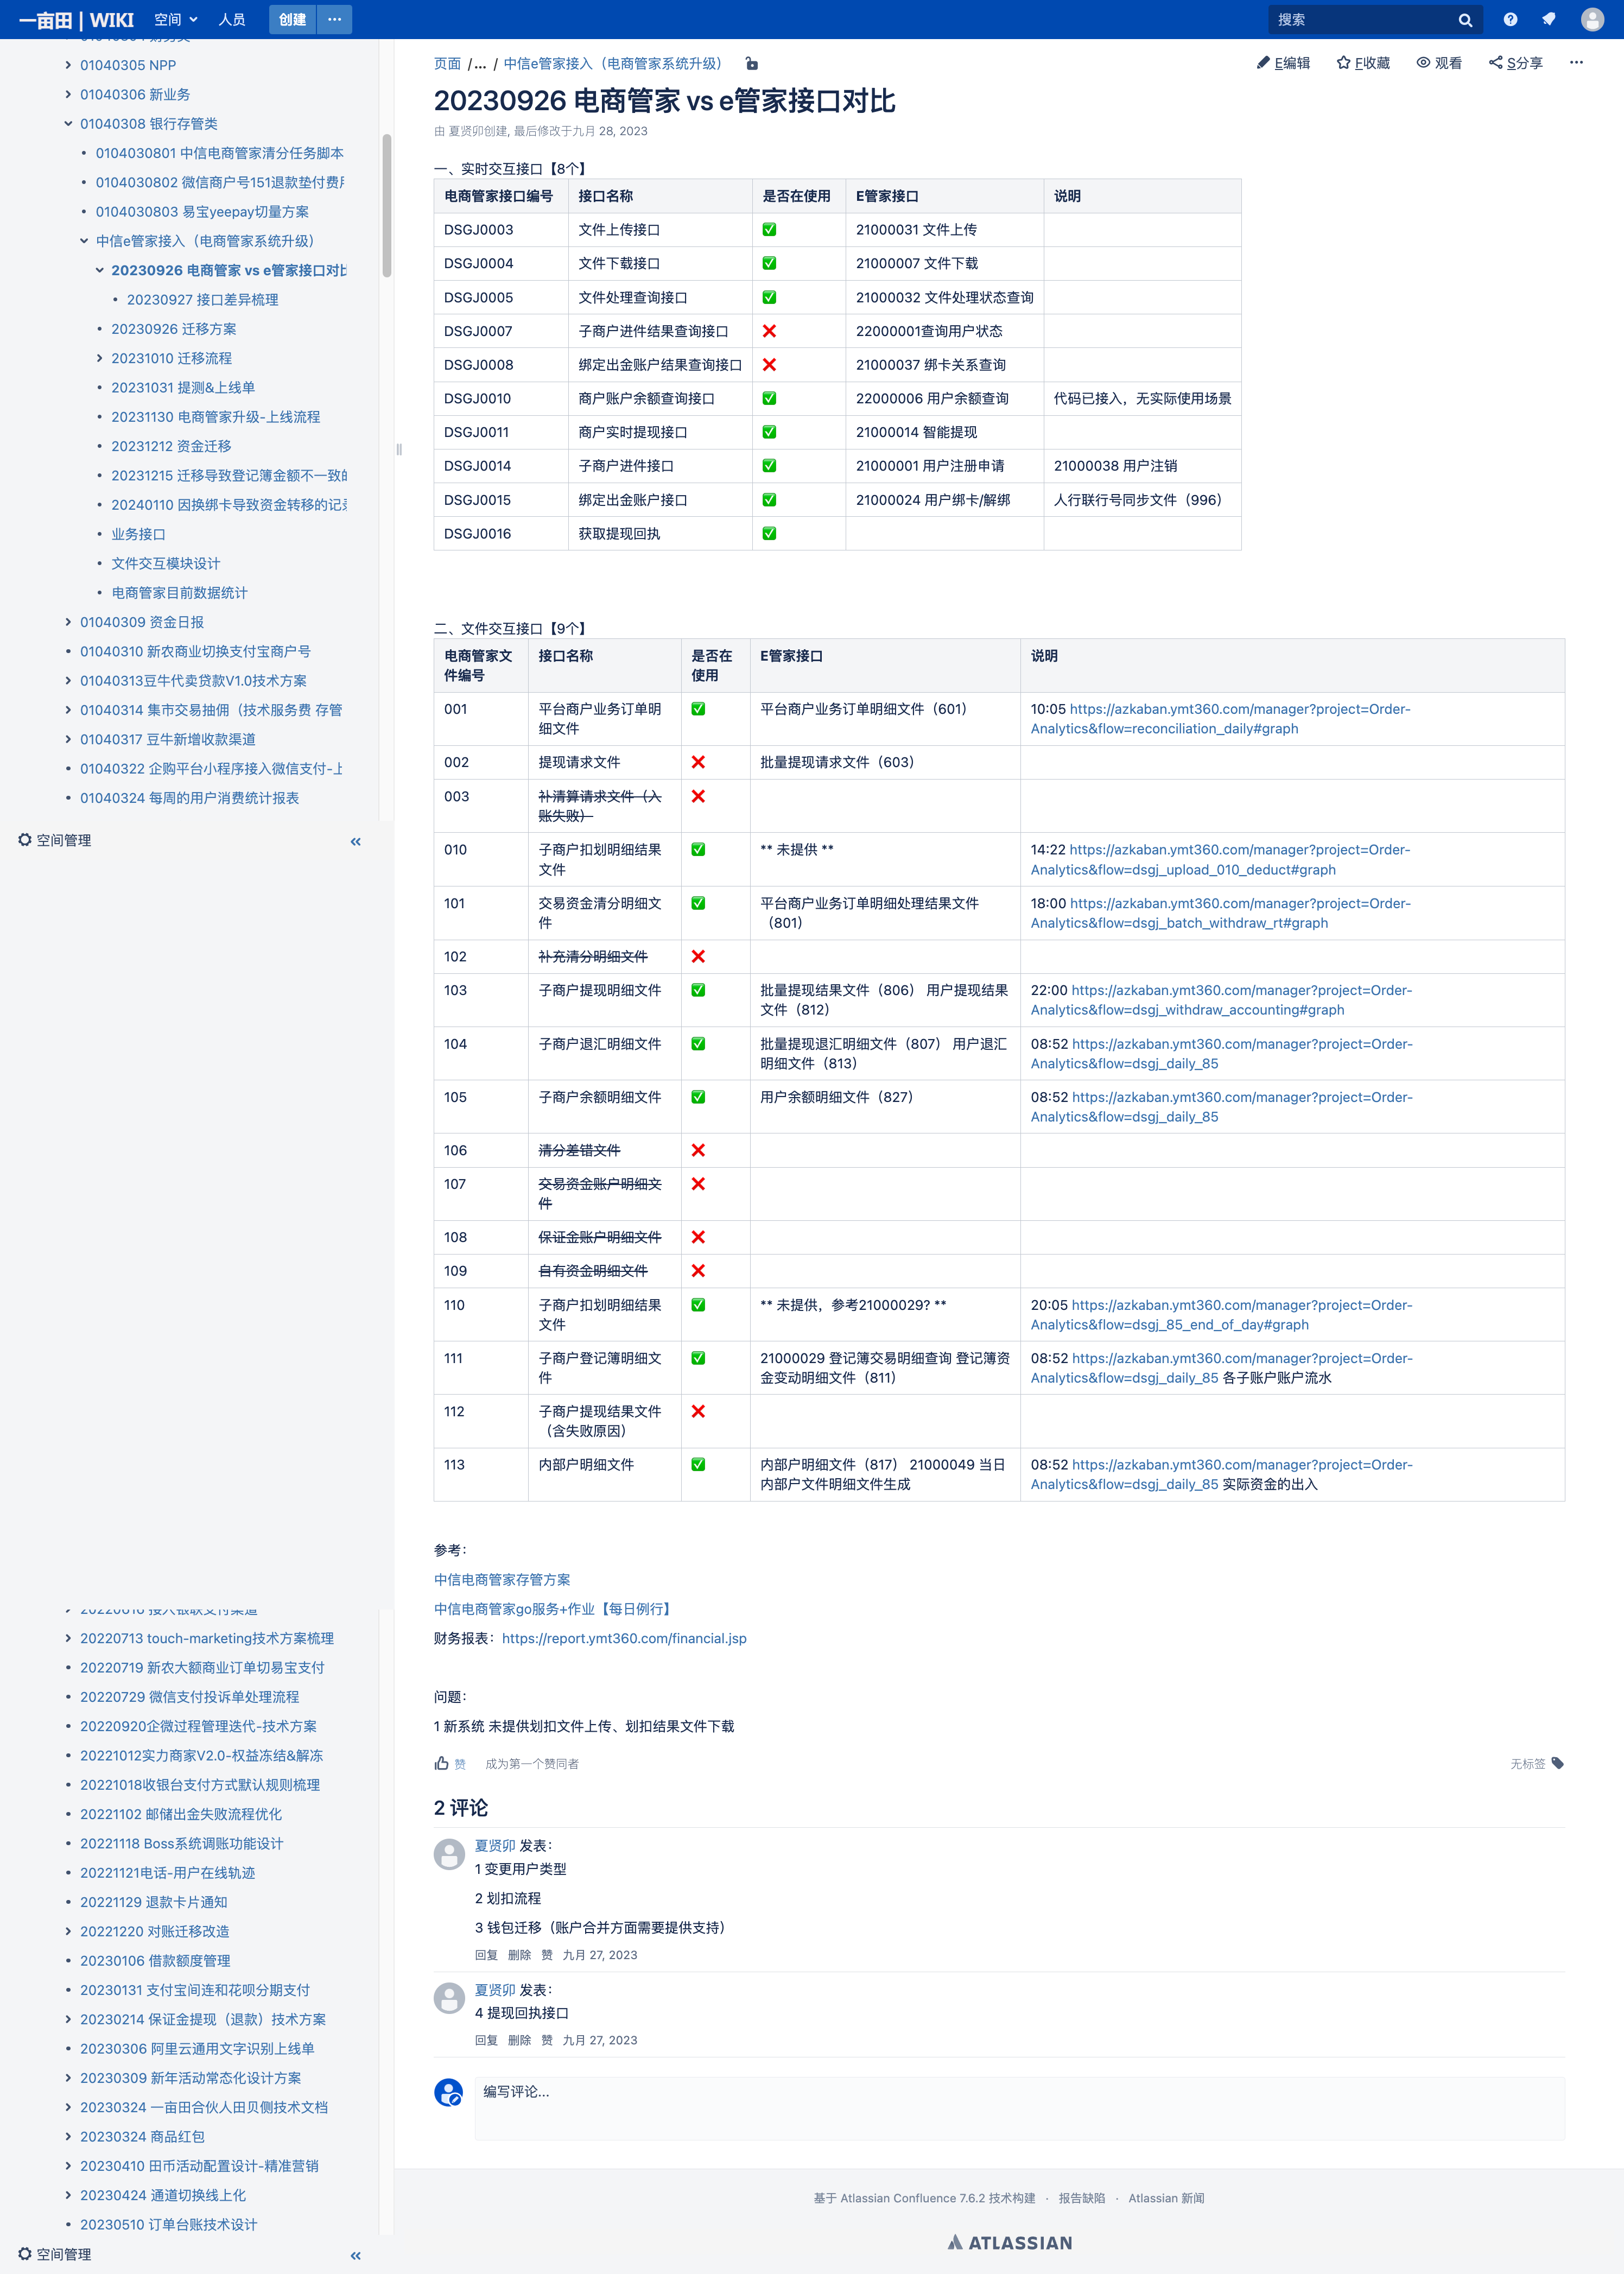 一亩田 | WIKI 空间 人员 创建 ··· 搜索
01040305 NPP
01040306 新业务
01040308 银行存管类
0104030801 中信电商管家清分任务脚本
0104030802 微信商户号151退款垫付费用
0104030803 易宝yeepay切量方案
中信e管家接入（电商管家系统升级）
20230926 电商管家 vs e管家接口对比
20230927 接口差异梳理
20230926 迁移方案
20231010 迁移流程
20231031 提测&上线单
20231130 电商管家升级-上线流程
20231212 资金迁移
20231215 迁移导致登记簿金额不一致的
20240110 因换绑卡导致资金转移的记录
业务接口
文件交互模块设计
电商管家目前数据统计
01040309 资金日报
01040310 新农商业切换支付宝商户号
01040313豆牛代卖贷款V1.0技术方案
01040314 集市交易抽佣（技术服务费 存管
01040317 豆牛新增收款渠道
01040322 企购平台小程序接入微信支付-上
01040324 每周的用户消费统计报表
空间管理
页面 /... / 中信e管家接入（电商管家系统升级）
E编辑 F收藏 观看 S分享 ···
20230926 电商管家 vs e管家接口对比
由 夏贤卯创建, 最后修改于九月 28, 2023
一、实时交互接口【8个】
电商管家接口编号 接口名称 是否在使用 E管家接口 说明
DSGJ0003 文件上传接口 ✅ 21000031 文件上传
DSGJ0004 文件下载接口 ✅ 21000007 文件下载
DSGJ0005 文件处理查询接口 ✅ 21000032 文件处理状态查询
DSGJ0007 子商户进件结果查询接口 ❌ 22000001查询用户状态
DSGJ0008 绑定出金账户结果查询接口 ❌ 21000037 绑卡关系查询
DSGJ0010 商户账户余额查询接口 ✅ 22000006 用户余额查询 代码已接入，无实际使用场景
DSGJ0011 商户实时提现接口 ✅ 21000014 智能提现
DSGJ0014 子商户进件接口 ✅ 21000001 用户注册申请 21000038 用户注销
DSGJ0015 绑定出金账户接口 ✅ 21000024 用户绑卡/解绑 人行联行号同步文件（996）
DSGJ0016 获取提现回执 ✅
二、文件交互接口【9个】
电商管家文 接口名称 是否在 E管家接口 说明
件编号 使用
001 平台商户业务订单明 ✅ 平台商户业务订单明细文件（601） 10:05 https://azkaban.ymt360.com/manager?project=Order-
细文件 Analytics&flow=reconciliation_daily#graph
002 提现请求文件 ❌ 批量提现请求文件（603）
003 补清算请求文件（入 ❌
账失败）
010 子商户扣划明细结果 ✅ ** 未提供 ** 14:22 https://azkaban.ymt360.com/manager?project=Order-
文件 Analytics&flow=dsgj_upload_010_deduct#graph
101 交易资金清分明细文 ✅ 平台商户业务订单明细处理结果文件 18:00 https://azkaban.ymt360.com/manager?project=Order-
件 （801） Analytics&flow=dsgj_batch_withdraw_rt#graph
102 补充清分明细文件 ❌
103 子商户提现明细文件 ✅ 批量提现结果文件（806） 用户提现结果 22:00 https://azkaban.ymt360.com/manager?project=Order-
文件（812） Analytics&flow=dsgj_withdraw_accounting#graph
104 子商户退汇明细文件 ✅ 批量提现退汇明细文件（807） 用户退汇 08:52 https://azkaban.ymt360.com/manager?project=Order-
明细文件（813） Analytics&flow=dsgj_daily_85
105 子商户余额明细文件 ✅ 用户余额明细文件（827） 08:52 https://azkaban.ymt360.com/manager?project=Order-
Analytics&flow=dsgj_daily_85
106 清分差错文件 ❌
107 交易资金账户明细文 ❌
件
108 保证金账户明细文件 ❌
109 自有资金明细文件 ❌
110 子商户扣划明细结果 ✅ ** 未提供，参考21000029? ** 20:05 https://azkaban.ymt360.com/manager?project=Order-
文件 Analytics&flow=dsgj_85_end_of_day#graph
111 子商户登记簿明细文 ✅ 21000029 登记簿交易明细查询 登记簿资 08:52 https://azkaban.ymt360.com/manager?project=Order-
件 金变动明细文件（811） Analytics&flow=dsgj_daily_85 各子账户账户流水
112 子商户提现结果文件 ❌
（含失败原因）
113 内部户明细文件 ✅ 内部户明细文件（817） 21000049 当日 08:52 https://azkaban.ymt360.com/manager?project=Order-
内部户文件明细文件生成 Analytics&flow=dsgj_daily_85 实际资金的出入
参考：
中信电商管家存管方案
中信电商管家go服务+作业【每日例行】
财务报表：https://report.ymt360.com/financial.jsp
问题：
1 新系统 未提供划扣文件上传、划扣结果文件下载
赞 成为第一个赞同者 无标签
2 评论
夏贤卯 发表：
1 变更用户类型
2 划扣流程
3 钱包迁移（账户合并方面需要提供支持）
回复 删除 赞 九月 27, 2023
夏贤卯 发表：
4 提现回执接口
回复 删除 赞 九月 27, 2023
编写评论...
20220713 touch-marketing技术方案梳理
20220719 新农大额商业订单切易宝支付
20220729 微信支付投诉单处理流程
20220920企微过程管理迭代-技术方案
20221012实力商家V2.0-权益冻结&解冻
20221018收银台支付方式默认规则梳理
20221102 邮储出金失败流程优化
20221118 Boss系统调账功能设计
20221121电话-用户在线轨迹
20221129 退款卡片通知
20221220 对账迁移改造
20230106 借款额度管理
20230131 支付宝间连和花呗分期支付
20230214 保证金提现（退款）技术方案
20230306 阿里云通用文字识别上线单
20230309 新年活动常态化设计方案
20230324 一亩田合伙人田贝侧技术文档
20230324 商品红包
20230410 田币活动配置设计-精准营销
20230424 通道切换线上化
20230510 订单台账技术设计
空间管理
基于 Atlassian Confluence 7.6.2 技术构建 · 报告缺陷 · Atlassian 新闻
ATLASSIAN